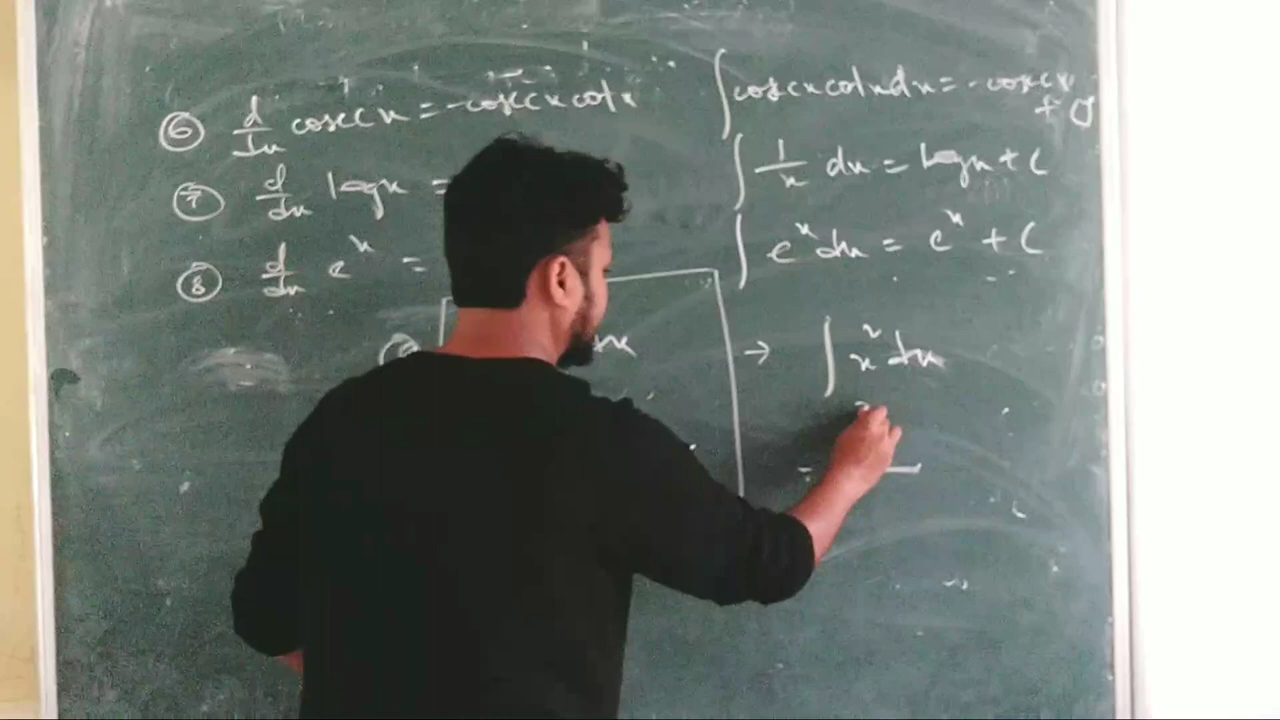 ⑥ d/dx cosec x = -cosec x cot x
∫ cosec x cot x dx = -cosec x + C
⑦ d/dx log x =
∫ 1/x dx = log x + C
⑧ d/dx eˣ =
∫ eˣ dx = eˣ + C
→ ∫ x² dx
=